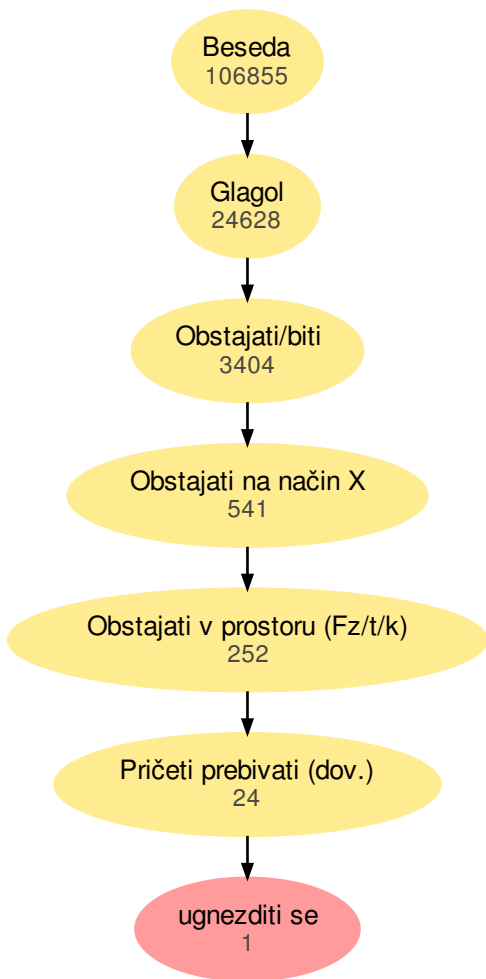 Beseda
106855
Glagol
24628
Obstajati/biti
3404
Obstajati na način X
541
Obstajati v prostoru (Fz/t/k)
252
Pričeti prebivati (dov.)
24
ugnezditi se
1